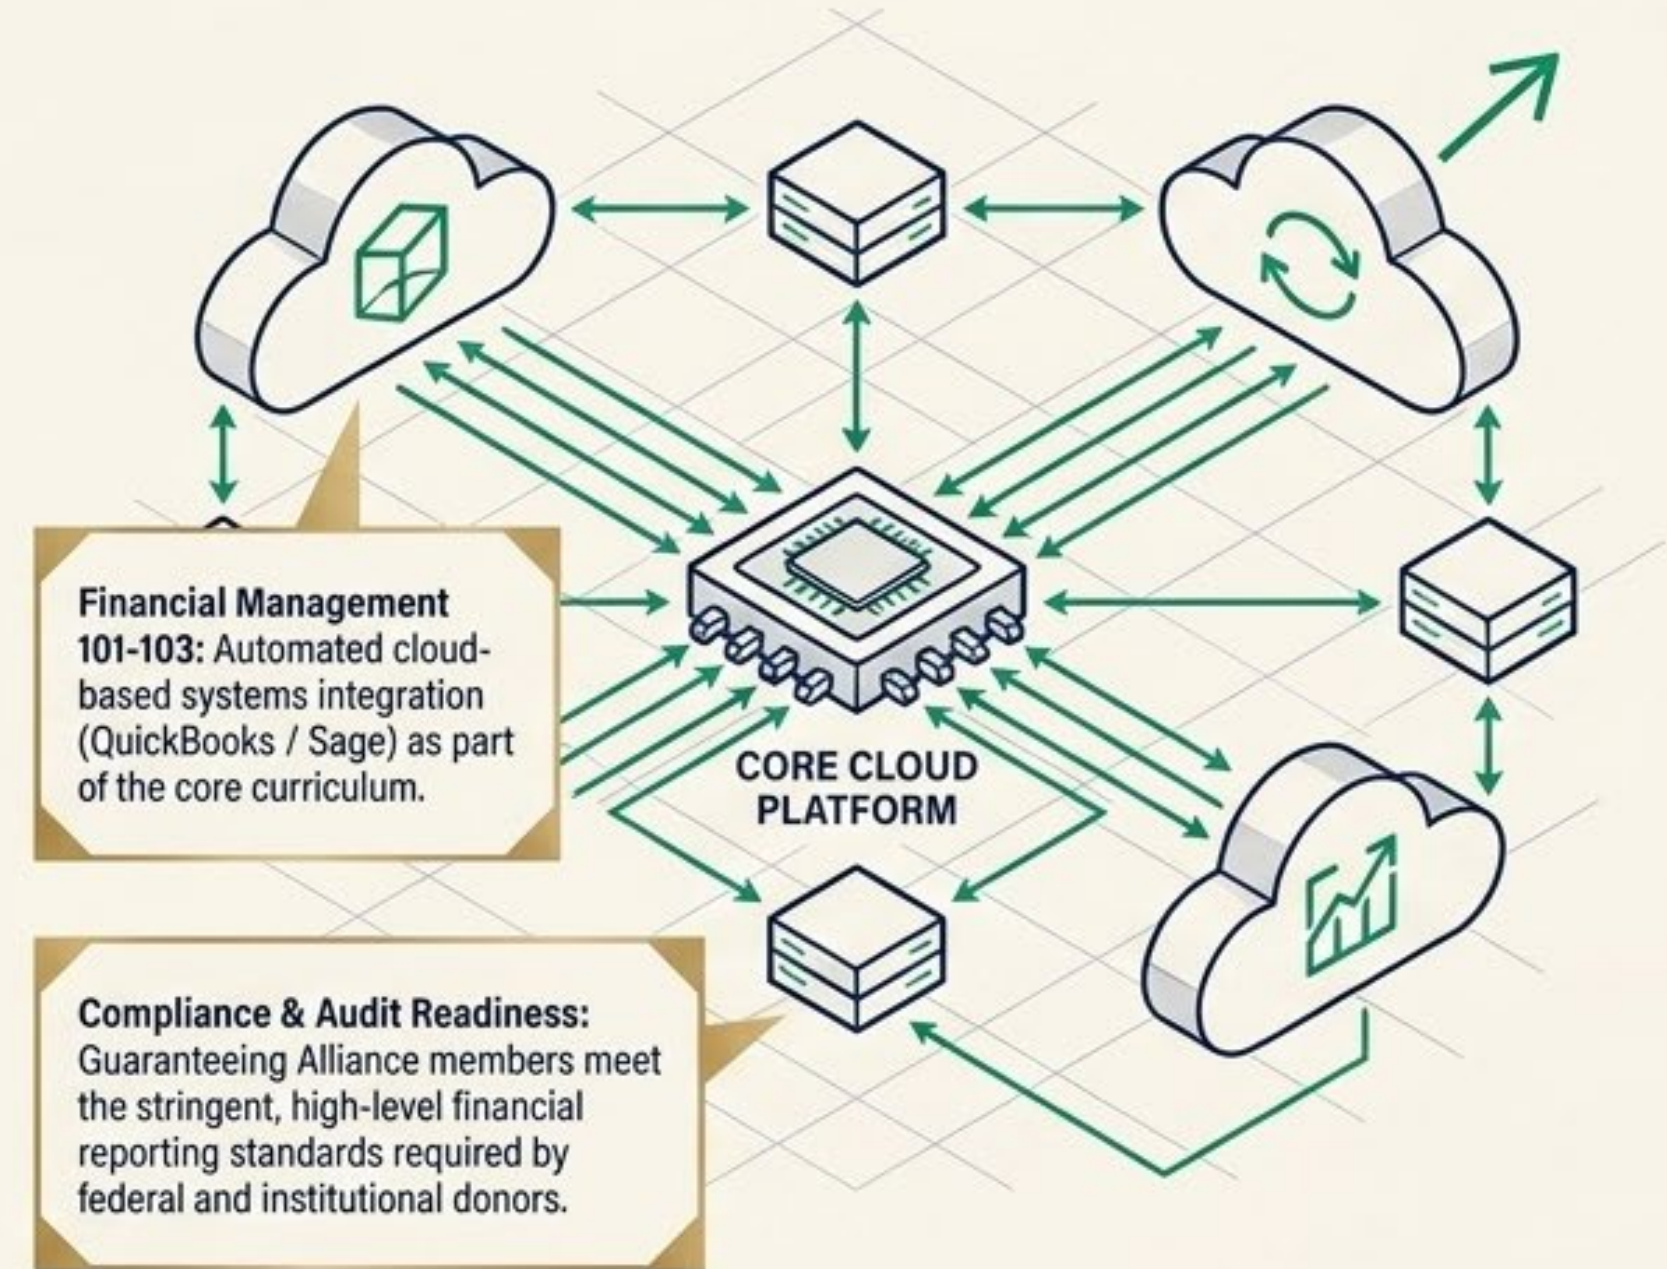 Financial Management
101-103: Automated cloud-
based systems integration
(QuickBooks / Sage) as part
of the core curriculum.
CORE CLOUD
PLATFORM
Compliance & Audit Readiness:
Guaranteeing Alliance members meet
the stringent, high-level financial
reporting standards required by
federal and institutional donors.